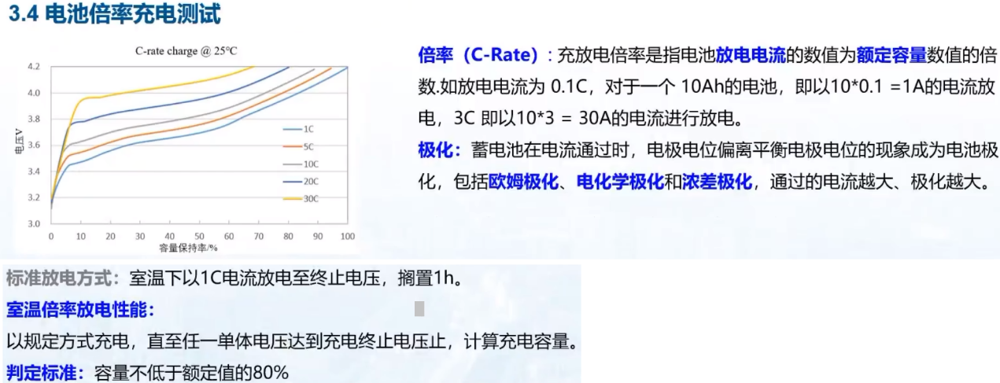 3.4 电池倍率充电测试
C-rate charge @ 25℃
4.2
4.0
3.8
3.6
3.4
3.2
3.0
电压V
1C
5C
10C
20C
30C
0 10 20 30 40 50 60 70 80 90 100
容量保持率/%
倍率（C-Rate）: 充放电倍率是指电池放电电流的数值为额定容量数值的倍
数.如放电电流为 0.1C，对于一个 10Ah的电池，即以10*0.1 =1A的电流放
电，3C 即以10*3 = 30A的电流进行放电。
极化：蓄电池在电流通过时，电极电位偏离平衡电极电位的现象成为电池极
化，包括欧姆极化、电化学极化和浓差极化，通过的电流越大、极化越大。
标准放电方式：室温下以1C电流放电至终止电压，搁置1h。
室温倍率放电性能：
以规定方式充电，直至任一单体电压达到充电终止电压止，计算充电容量。
判定标准：容量不低于额定值的80%